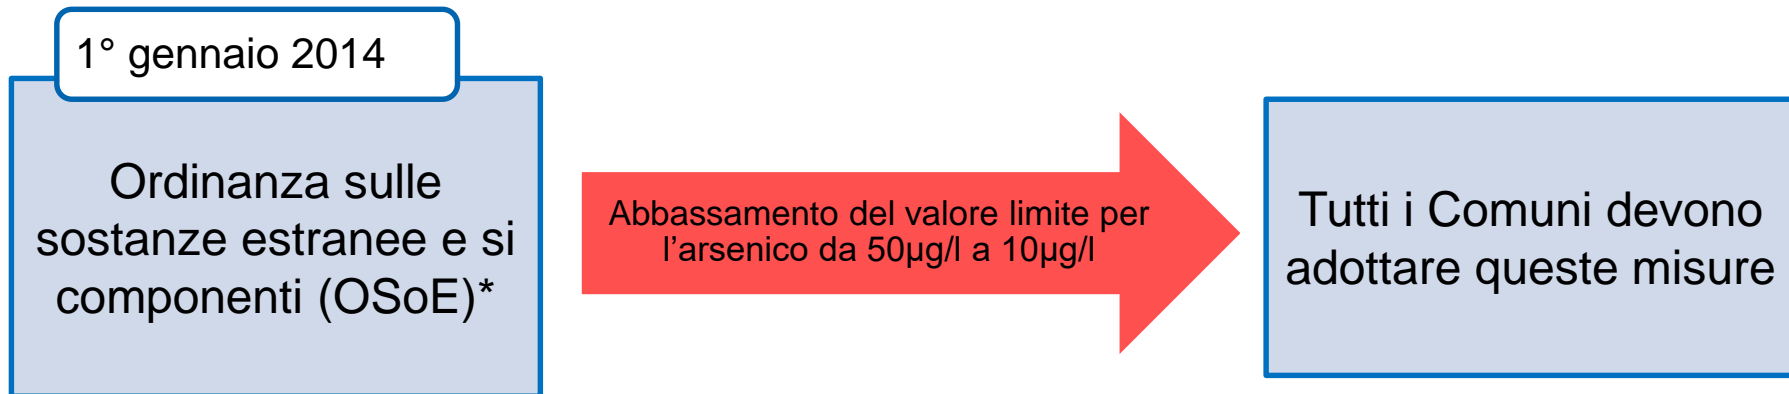 1° gennaio 2014
Ordinanza sulle
sostanze estranee e si
componenti (OSoE)*
Abbassamento del valore limite per
l'arsenico da 50µg/l a 10µg/l
Tutti i Comuni devono
adottare queste misure